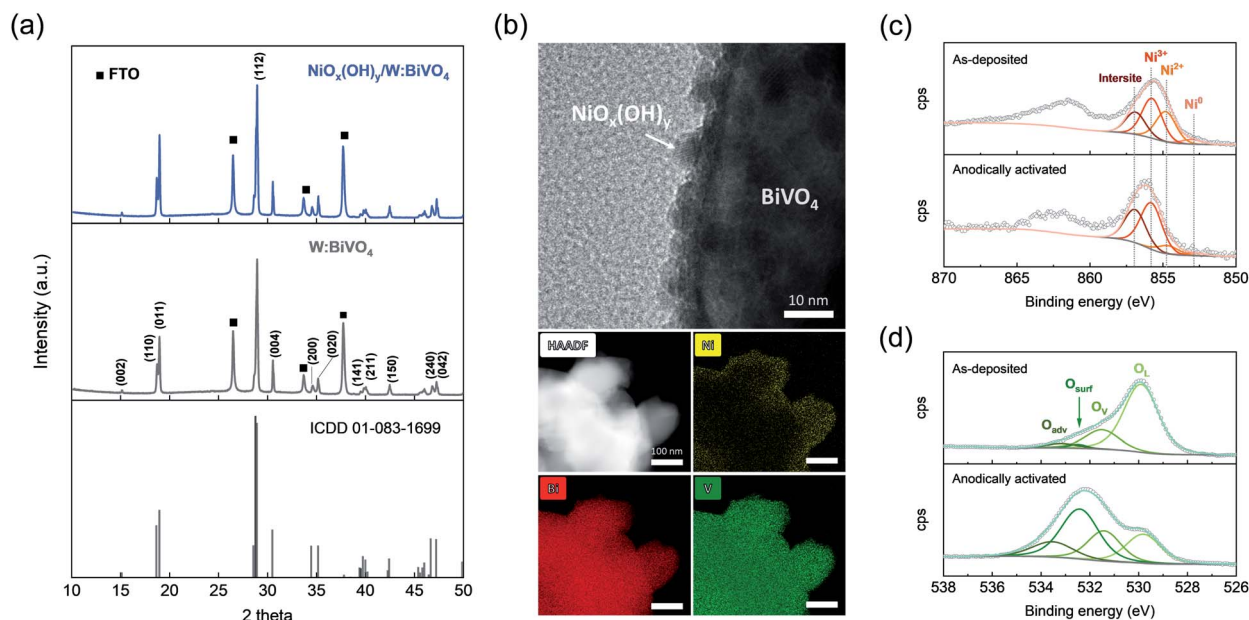 (a)
■ FTO
NiOₓ(OH)ᵧ/W:BiVO₄
(112)
W:BiVO₄
(002)
(110)
(011)
(004)
(200)
(020)
(141)
(211)
(150)
(240)
(042)
ICDD 01-083-1699
Intensity (a.u.)
10 15 20 25 30 35 40 45 50
2 theta
(b)
NiOₓ(OH)ᵧ
BiVO₄
10 nm
HAADF
100 nm
Ni
Bi
V
(c)
As-deposited
Ni³⁺
Ni²⁺
Intersite
Ni⁰
cps
Anodically activated
cps
870 865 860 855 850
Binding energy (eV)
(d)
As-deposited
O_L
O_surf
O_V
O_adv
cps
Anodically activated
cps
538 536 534 532 530 528 526
Binding energy (eV)